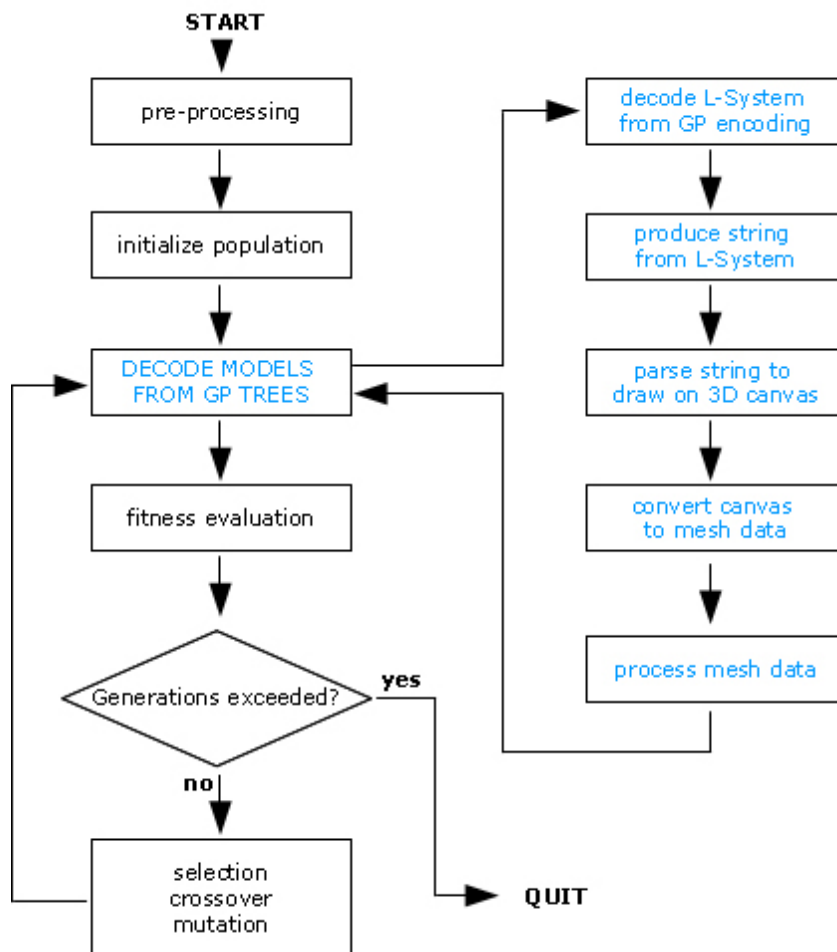 START
pre-processing
initialize population
DECODE MODELS
FROM GP TREES
fitness evaluation
Generations exceeded?
yes
no
selection
crossover
mutation
QUIT
decode L-System
from GP encoding
produce string
from L-System
parse string to
draw on 3D canvas
convert canvas
to mesh data
process mesh data